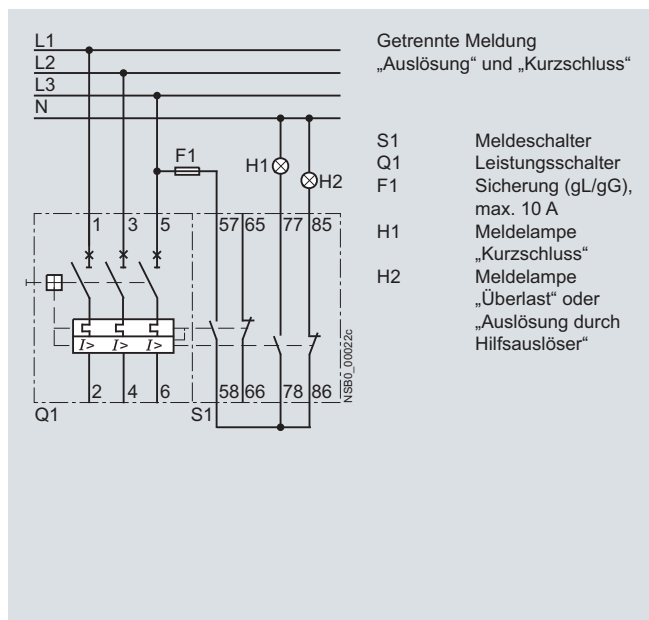 L1
L2
L3
N
F1
H1
H2
1 3 5 57 65 77 85
I> I> I>
2 4 6 58 66 78 86
Q1 S1
NSB0_00022c
Getrennte Meldung
„Auslösung“ und „Kurzschluss“
S1 Meldeschalter
Q1 Leistungsschalter
F1 Sicherung (gL/gG),
max. 10 A
H1 Meldelampe
„Kurzschluss“
H2 Meldelampe
„Überlast“ oder
„Auslösung durch
Hilfsauslöser“